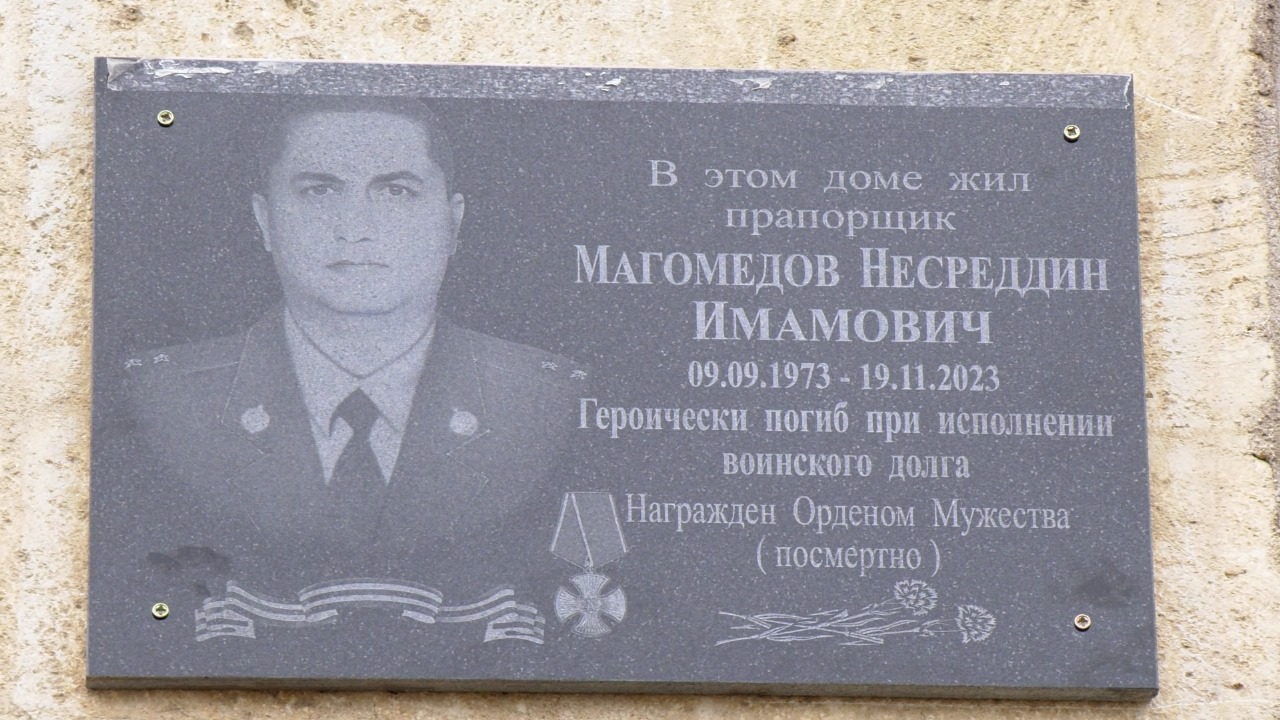 В этом доме жил
прапорщик
МАГОМЕДОВ НЕСРЕДДИН
ИМАМОВИЧ
09.09.1973 - 19.11.2023
Героически погиб при исполнении
воинского долга
Награжден Орденом Мужества
( посмертно )